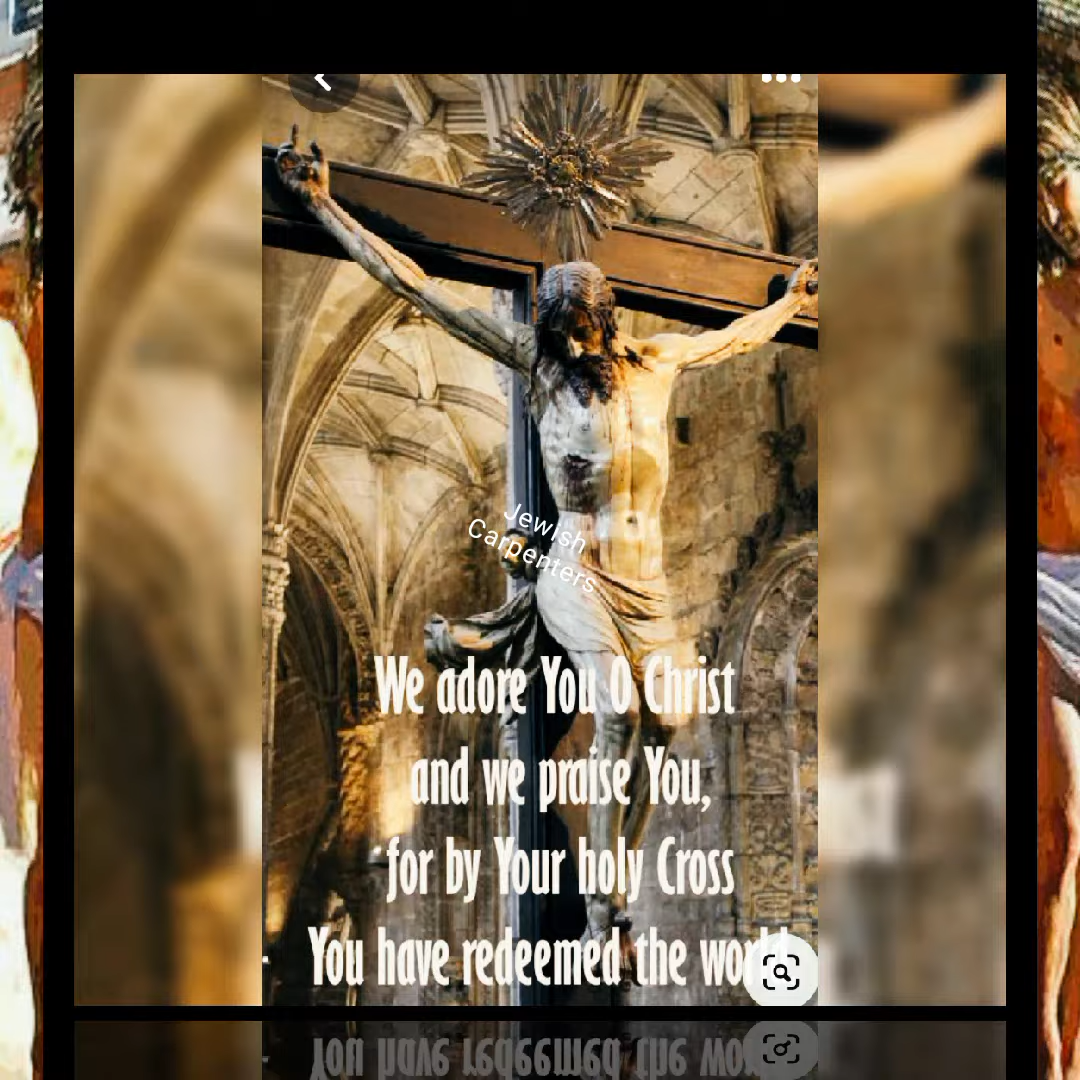 Jewish
Carpenters
We adore You O Christ
and we praise You,
for by Your holy Cross
You have redeemed the world